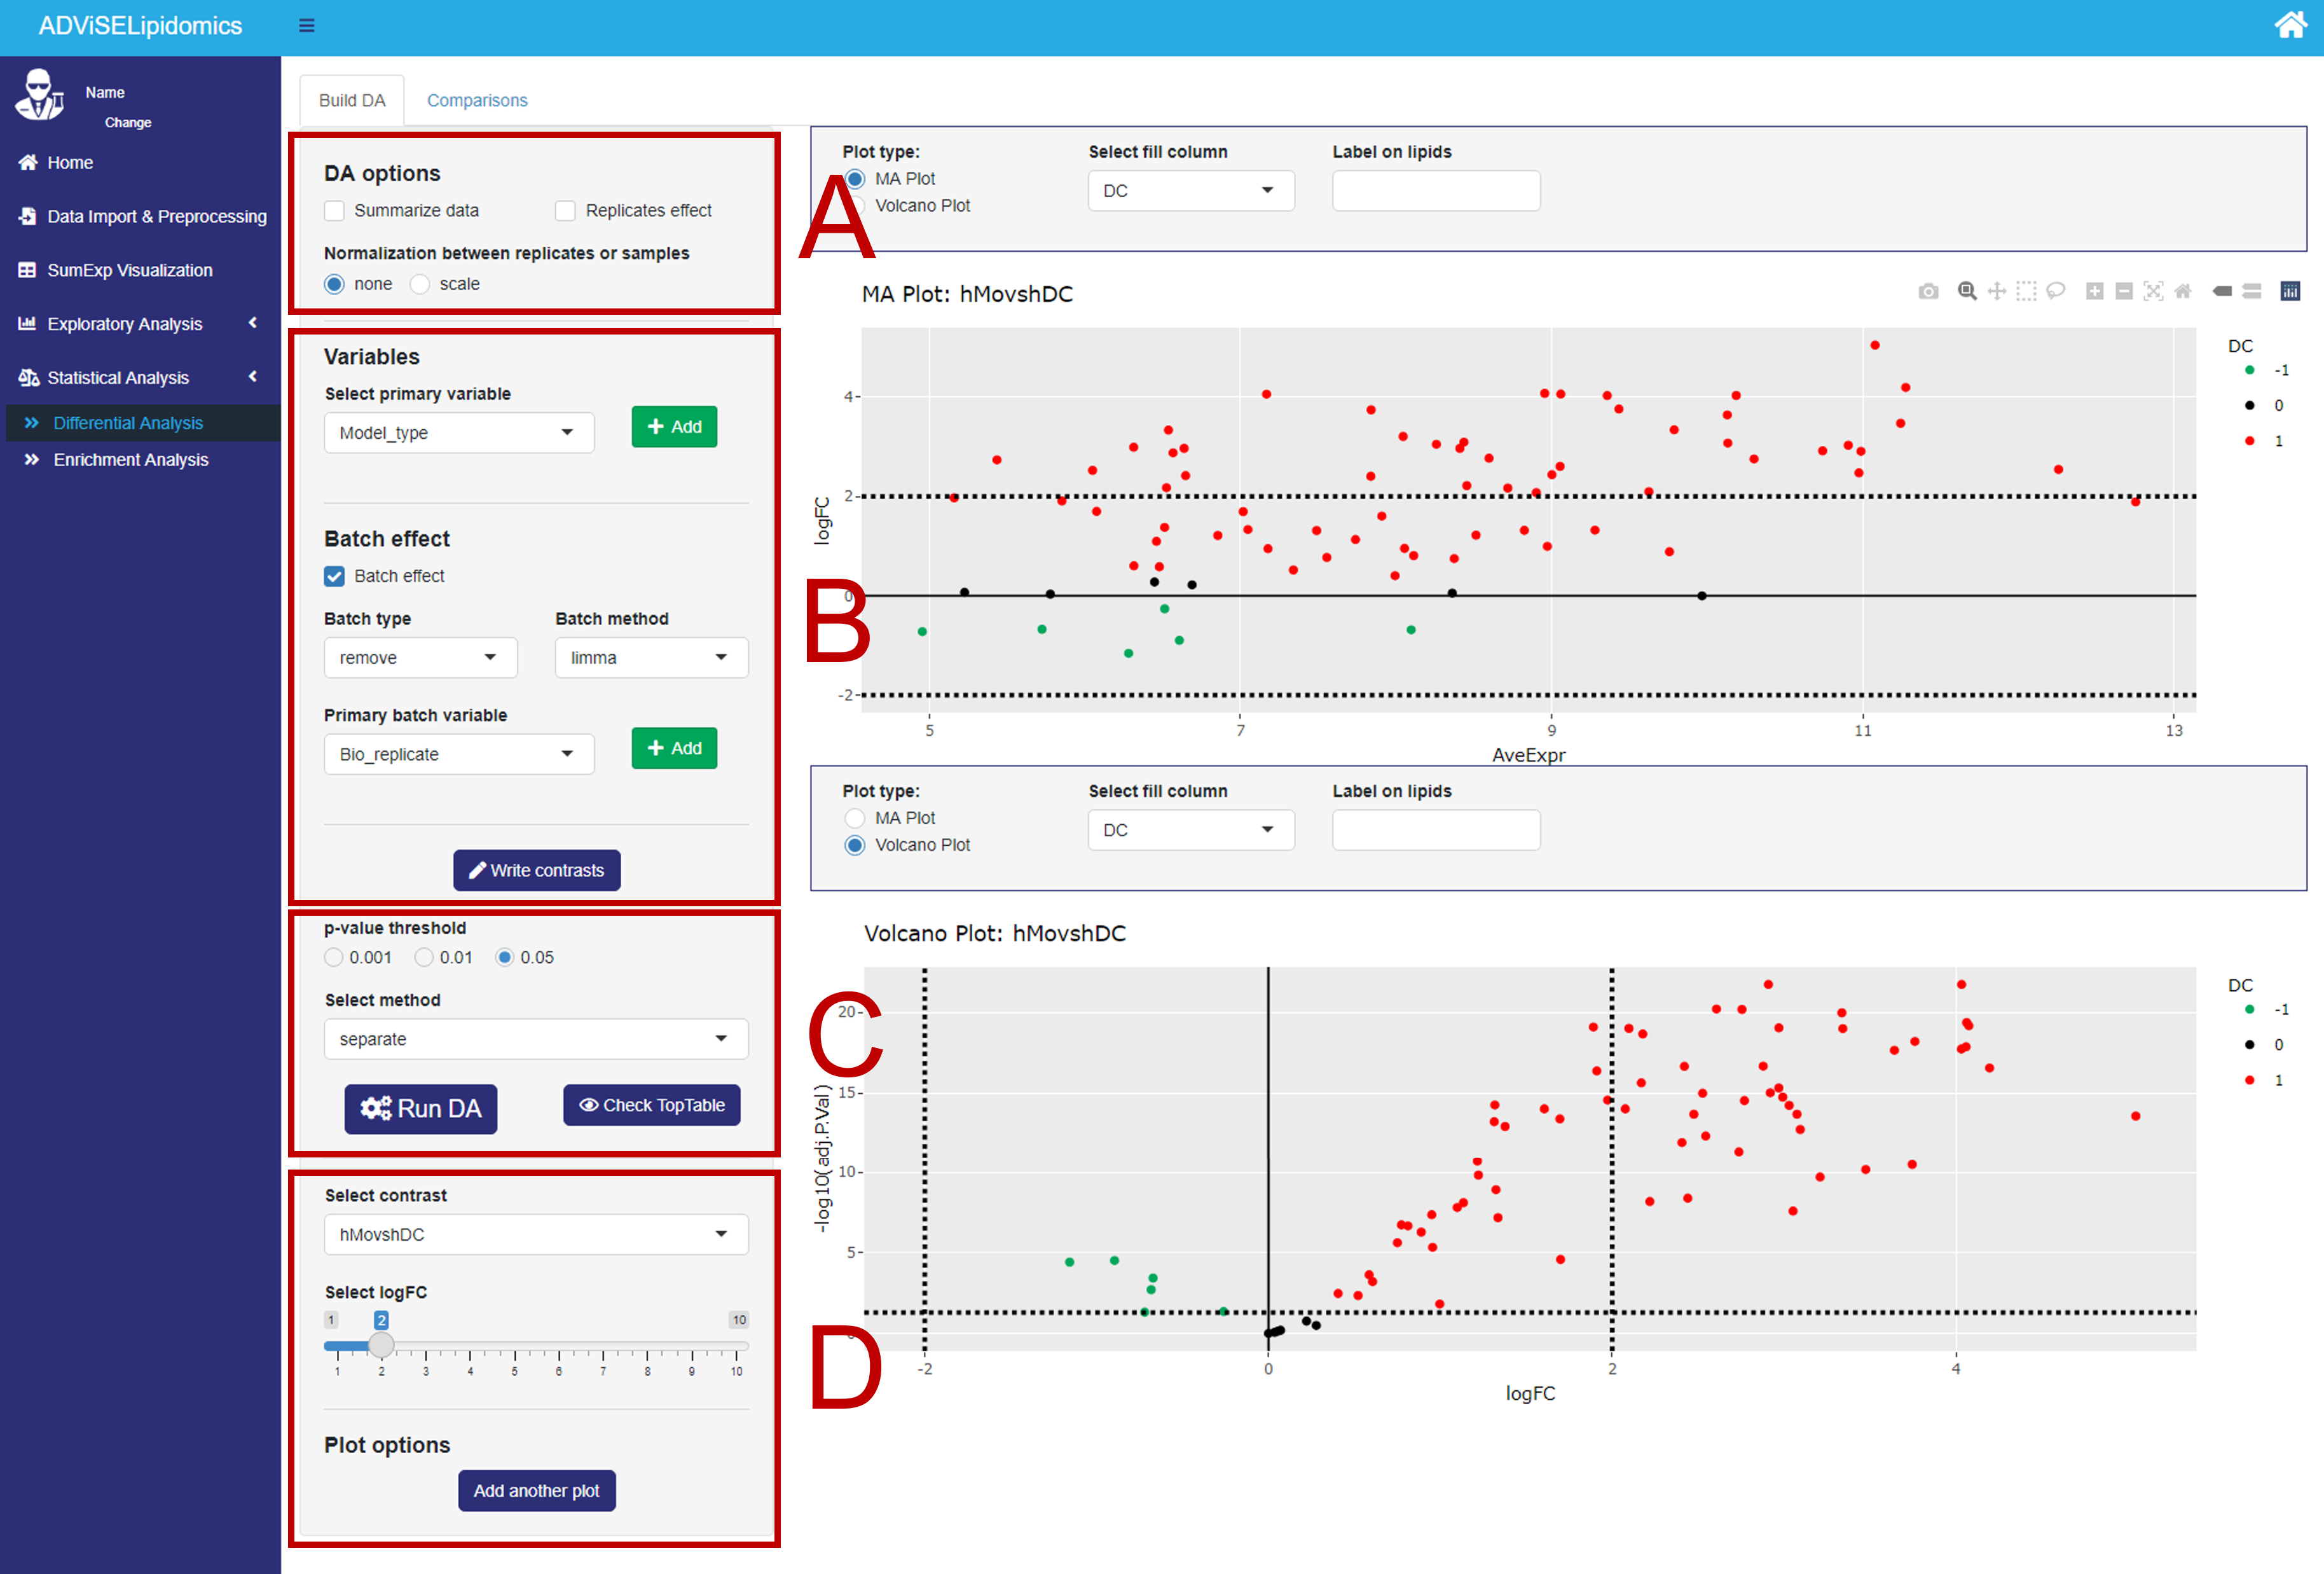 ADViSELipidomics
Name
Change
Home
Data Import & Preprocessing
SumExp Visualization
Exploratory Analysis
Statistical Analysis
Differential Analysis
Enrichment Analysis
Build DA
Comparisons
DA options
Summarize data
Replicates effect
Normalization between replicates or samples
none
scale
A
Variables
Select primary variable
Model_type
Add
Batch effect
Batch effect
Batch type
Batch method
remove
limma
Primary batch variable
Bio_replicate
Add
Write contrasts
B
p-value threshold
0.001
0.01
0.05
Select method
separate
Run DA
Check TopTable
C
Select contrast
hMovshDC
Select logFC
1
2
10
1 2 3 4 5 6 7 8 9 10
Plot options
Add another plot
D
Plot type:
MA Plot
Volcano Plot
Select fill column
DC
Label on lipids
MA Plot: hMovshDC
logFC
4
2
0
-2
5 7 9 11 13
AveExpr
DC
-1
0
1
Plot type:
MA Plot
Volcano Plot
Select fill column
DC
Label on lipids
Volcano Plot: hMovshDC
-log10(adj.P.Val)
20
15
10
5
0
-2 0 2 4
logFC
DC
-1
0
1